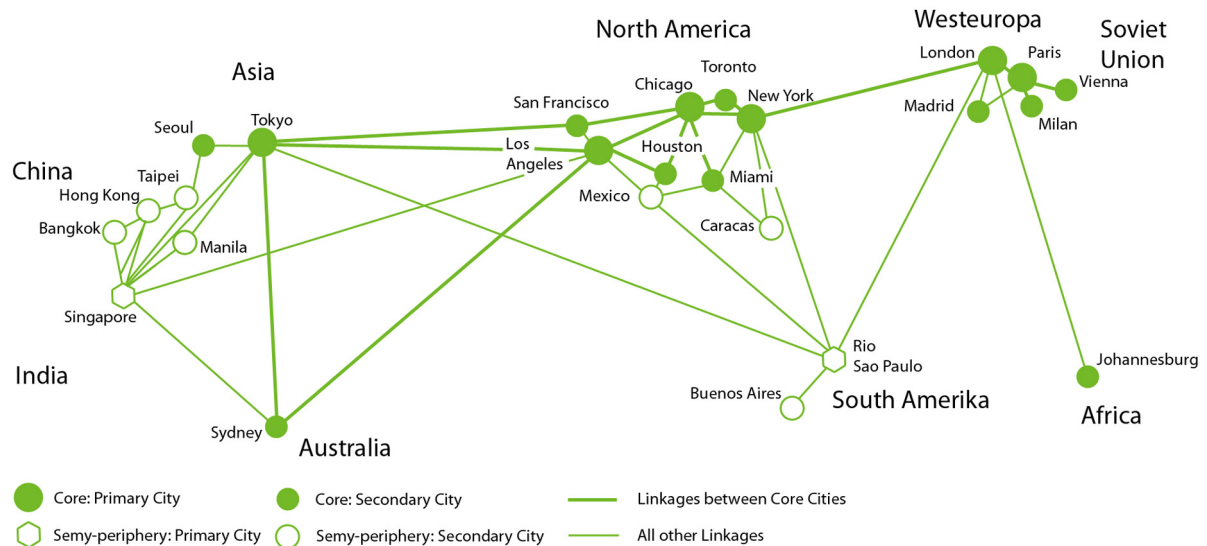 North America
Westeuropa
Soviet
Union
Asia
China
India
Australia
South Amerika
Africa
Seoul
Tokyo
Taipei
Hong Kong
Bangkok
Manila
Singapore
Sydney
San Francisco
Los
Angeles
Chicago
Toronto
New York
Houston
Miami
Mexico
Caracas
Rio
Sao Paulo
Buenos Aires
London
Paris
Vienna
Madrid
Milan
Johannesburg
Core: Primary City
Core: Secondary City
Linkages between Core Cities
Semy-periphery: Primary City
Semy-periphery: Secondary City
All other Linkages